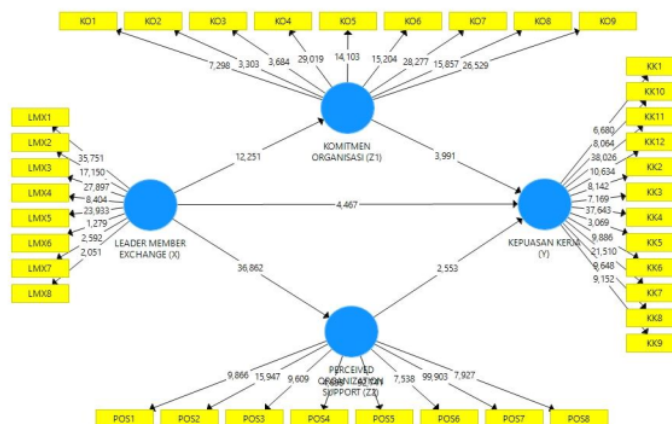 KO1 KO2 KO3 KO4 KO5 KO6 KO7 KO8 KO9
7,298 3,303 3,684 29,019 14,103 15,204 28,277 15,857 26,529
KOMITMEN
ORGANISASI (Z1)
LMX1
LMX2
LMX3
LMX4
LMX5
LMX6
LMX7
LMX8
35,751
17,150
27,897
8,404
23,933
1,279
2,592
2,051
LEADER MEMBER
EXCHANGE (X)
12,251
3,991
4,467
36,862
2,553
KK1
KK10
KK11
KK12
KK2
KK3
KK4
KK5
KK6
KK7
KK8
KK9
6,680
8,064
38,026
10,634
8,142
7,169
37,643
3,069
9,886
21,510
9,648
9,152
KEPUASAN KERJA
(Y)
PERCEIVED
ORGANIZATION
SUPPORT (Z2)
9,866 15,947 9,609 7,538 99,903 7,927
POS1 POS2 POS3 POS4 POS5 POS6 POS7 POS8